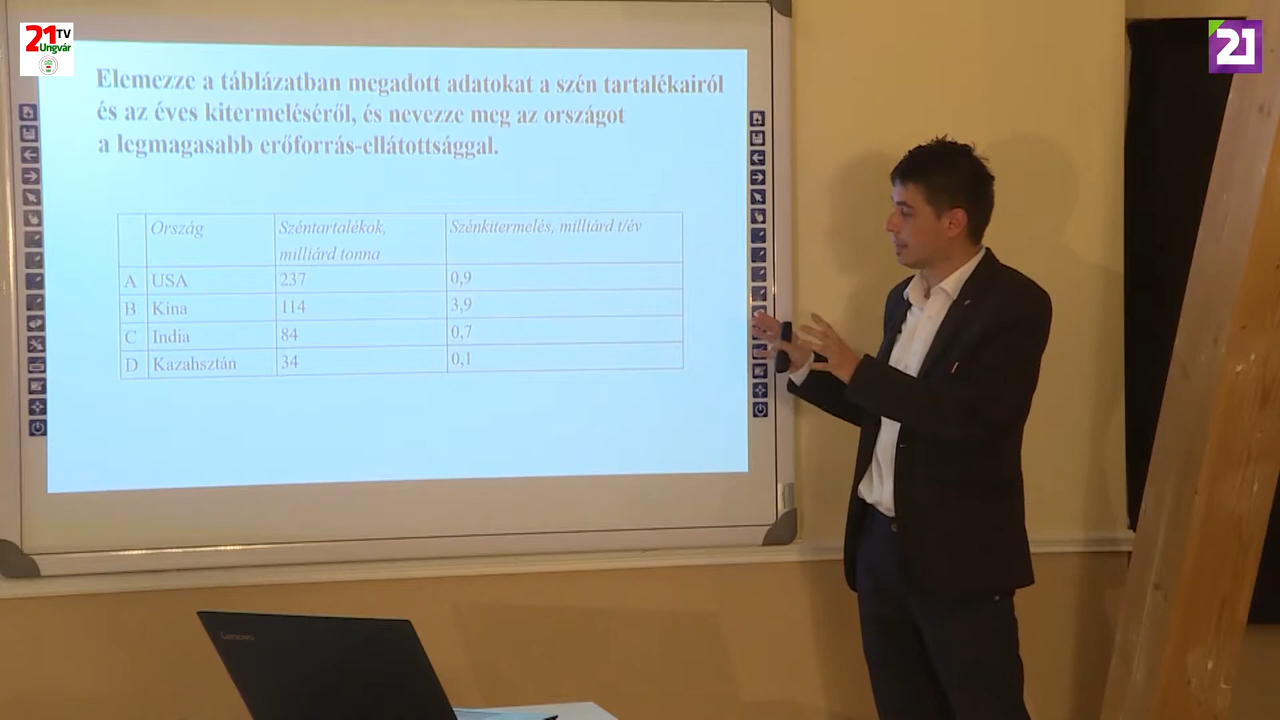 21 TV
Ungvár
21
Elemezze a táblázatban megadott adatokat a szén tartalékairól
és az éves kitermeléséről, és nevezze meg az országot
a legmagasabb erőforrás-ellátottsággal.
Ország Széntartalékok, milliárd tonna Szénkitermelés, milliárd t/év
A USA 237 0,9
B Kína 114 3,9
C India 84 0,7
D Kazahsztán 34 0,1
Lenovo